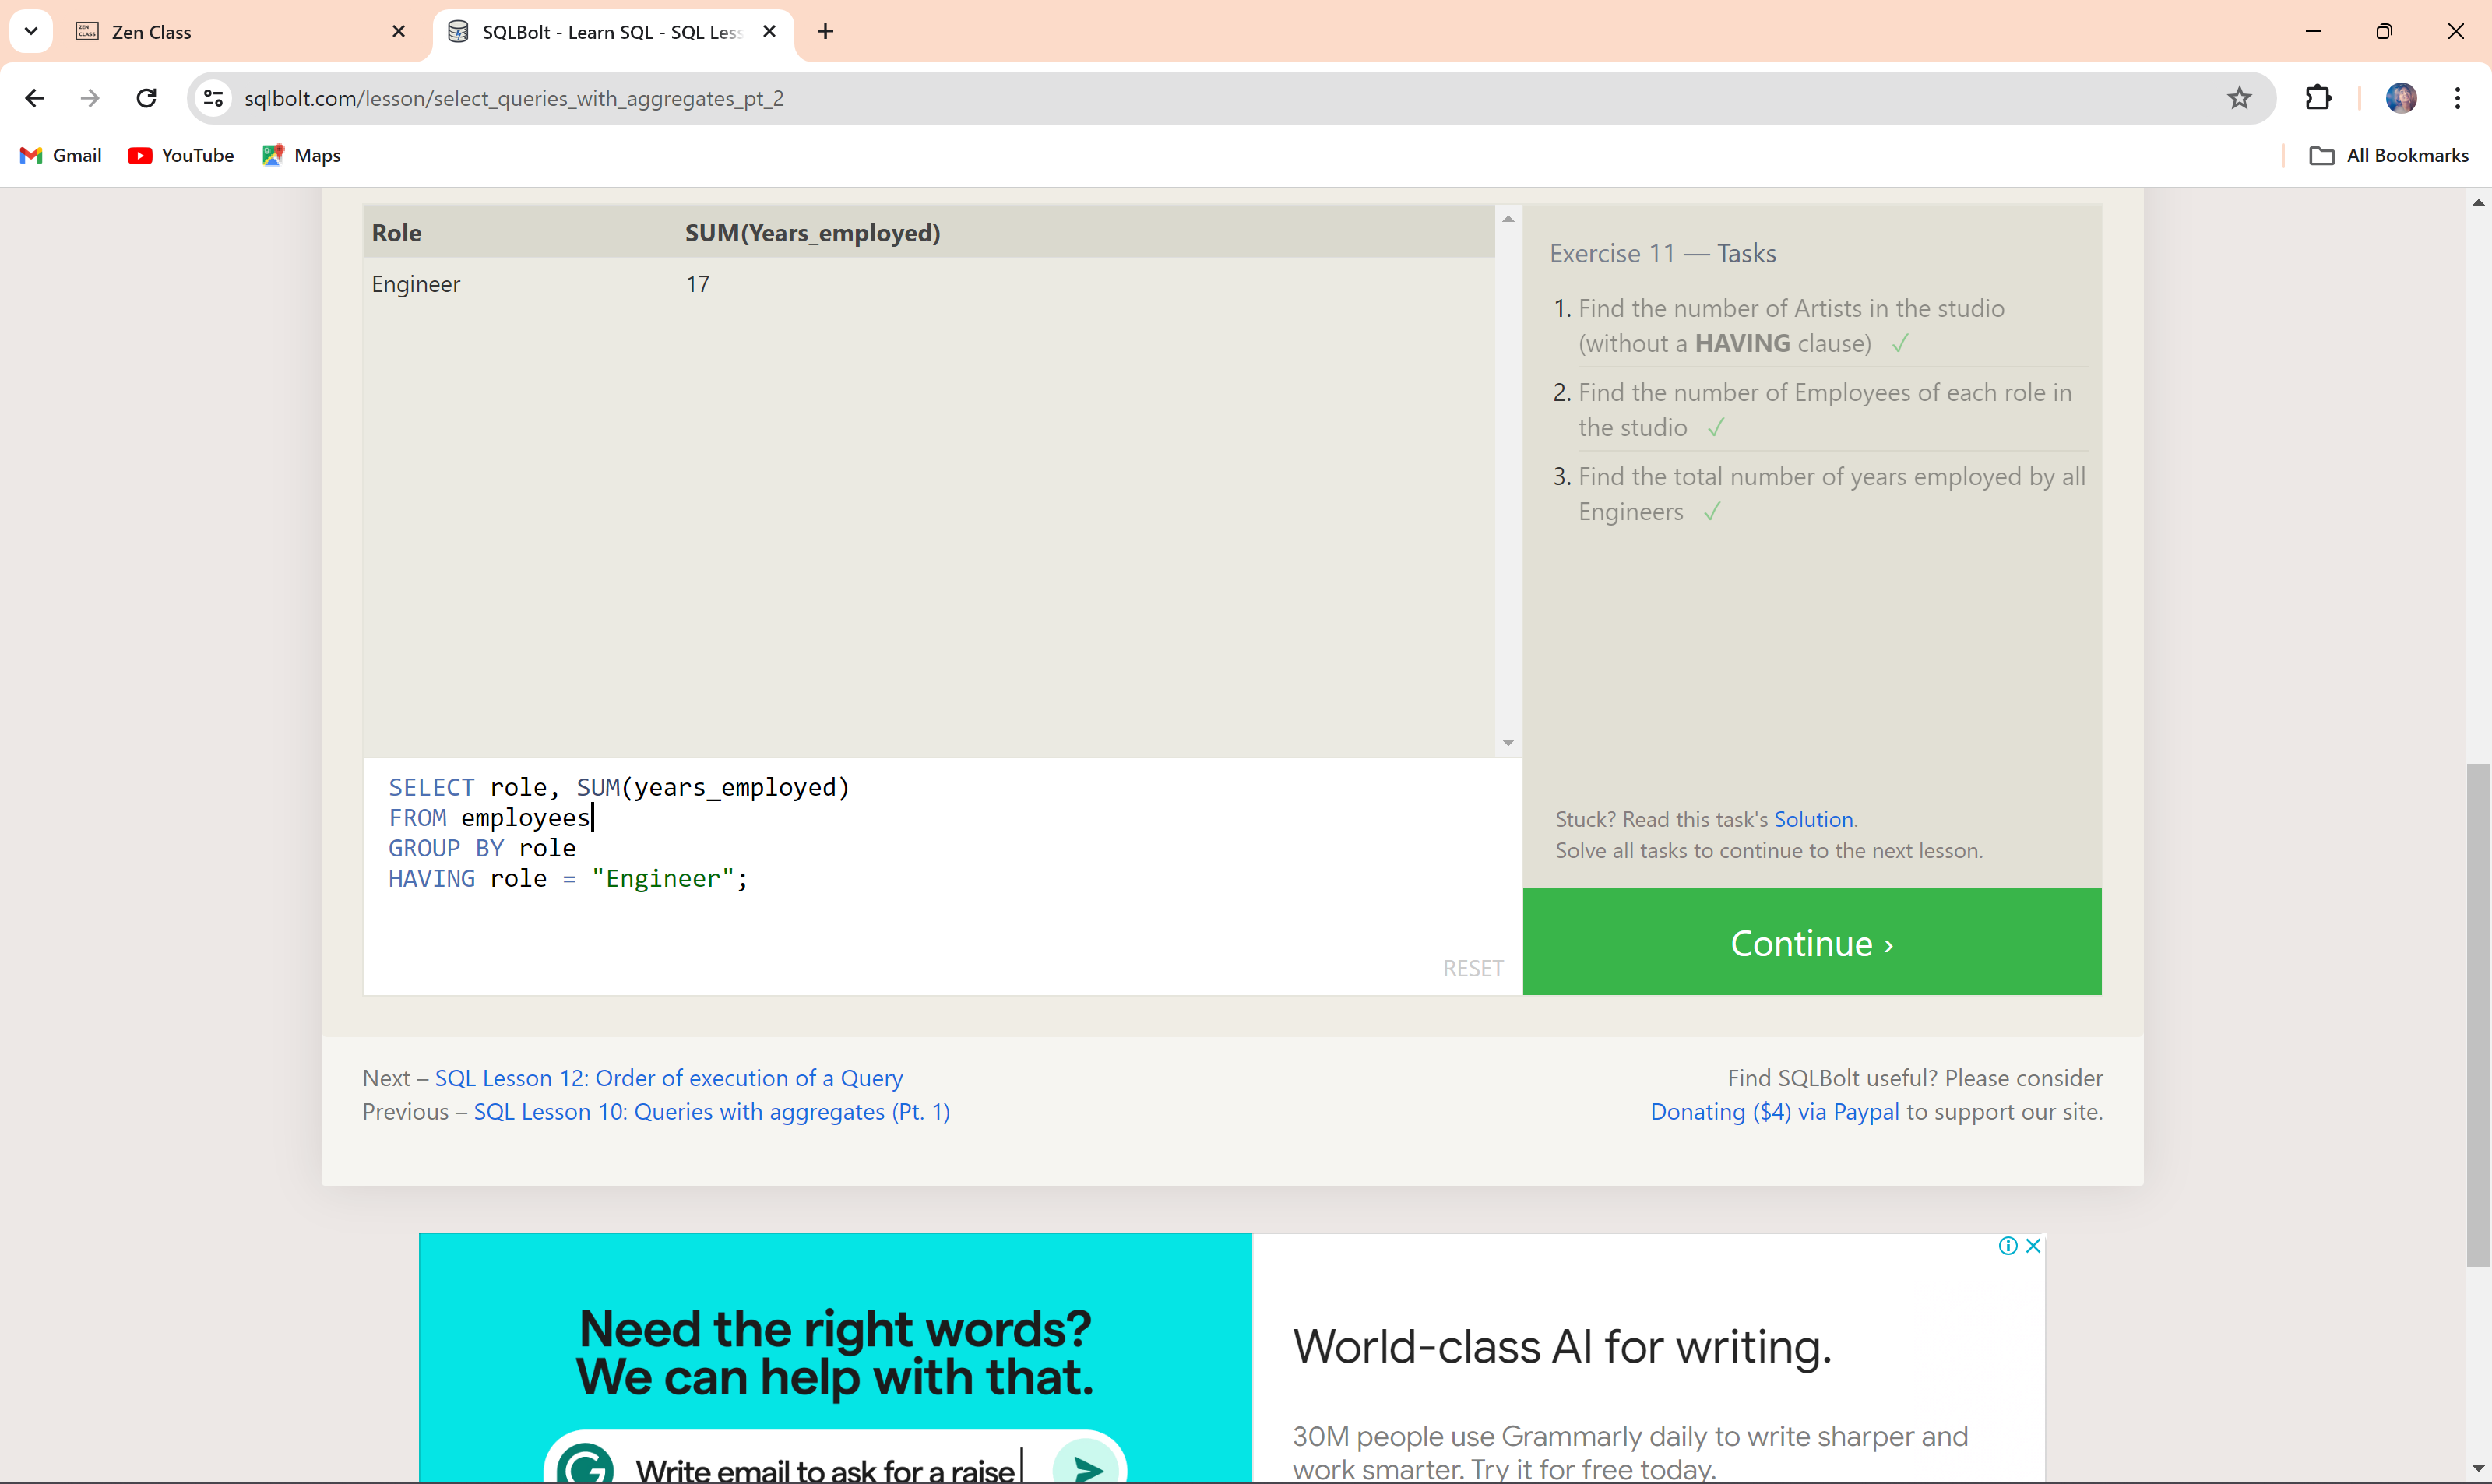 Zen Class
SQLBolt - Learn SQL - SQL Les
sqlbolt.com/lesson/select_queries_with_aggregates_pt_2
Gmail
YouTube
Maps
All Bookmarks
Role SUM(Years_employed)
Engineer 17
SELECT role, SUM(years_employed)
FROM employees
GROUP BY role
HAVING role = "Engineer";
RESET
Exercise 11 — Tasks
1. Find the number of Artists in the studio
(without a HAVING clause) ✓
2. Find the number of Employees of each role in
the studio ✓
3. Find the total number of years employed by all
Engineers ✓
Stuck? Read this task's Solution.
Solve all tasks to continue to the next lesson.
Continue ›
Next – SQL Lesson 12: Order of execution of a Query
Previous – SQL Lesson 10: Queries with aggregates (Pt. 1)
Find SQLBolt useful? Please consider
Donating ($4) via Paypal to support our site.
Need the right words?
We can help with that.
Write email to ask for a raise
World-class AI for writing.
30M people use Grammarly daily to write sharper and
work smarter. Try it for free today.